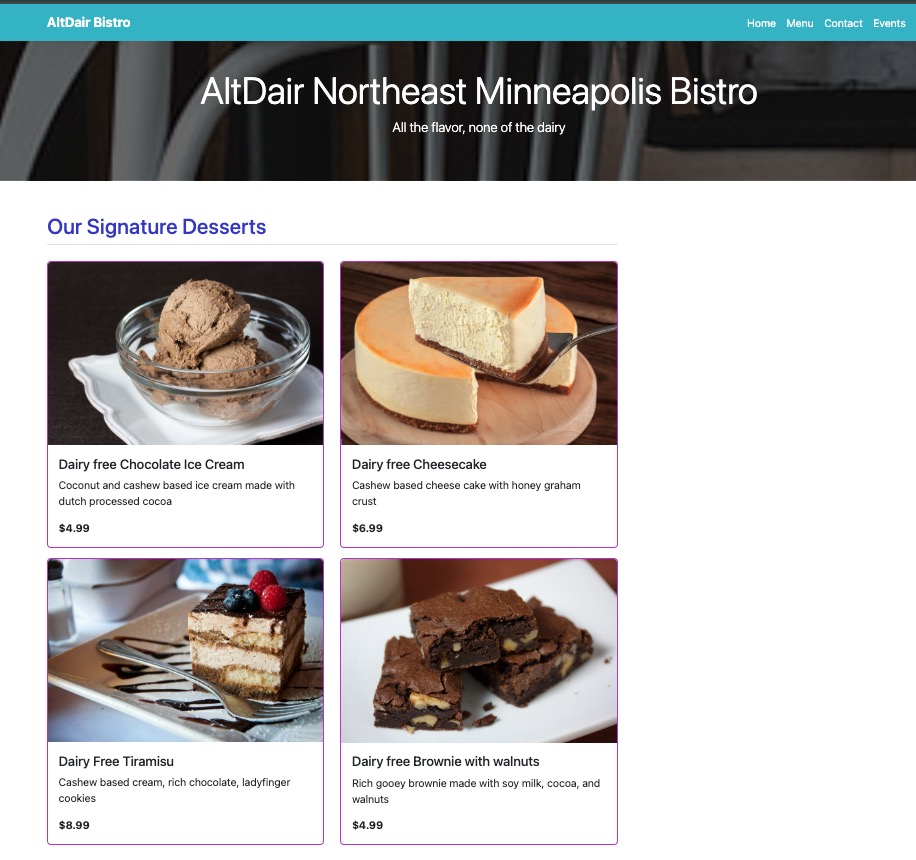 AltDair Bistro
Home Menu Contact Events
AltDair Northeast Minneapolis Bistro
All the flavor, none of the dairy
Our Signature Desserts
Dairy free Chocolate Ice Cream
Coconut and cashew based ice cream made with
dutch processed cocoa
$4.99
Dairy free Cheesecake
Cashew based cheese cake with honey graham
crust
$6.99
Dairy Free Tiramisu
Cashew based cream, rich chocolate, ladyfinger
cookies
$8.99
Dairy free Brownie with walnuts
Rich gooey brownie made with soy milk, cocoa, and
walnuts
$4.99